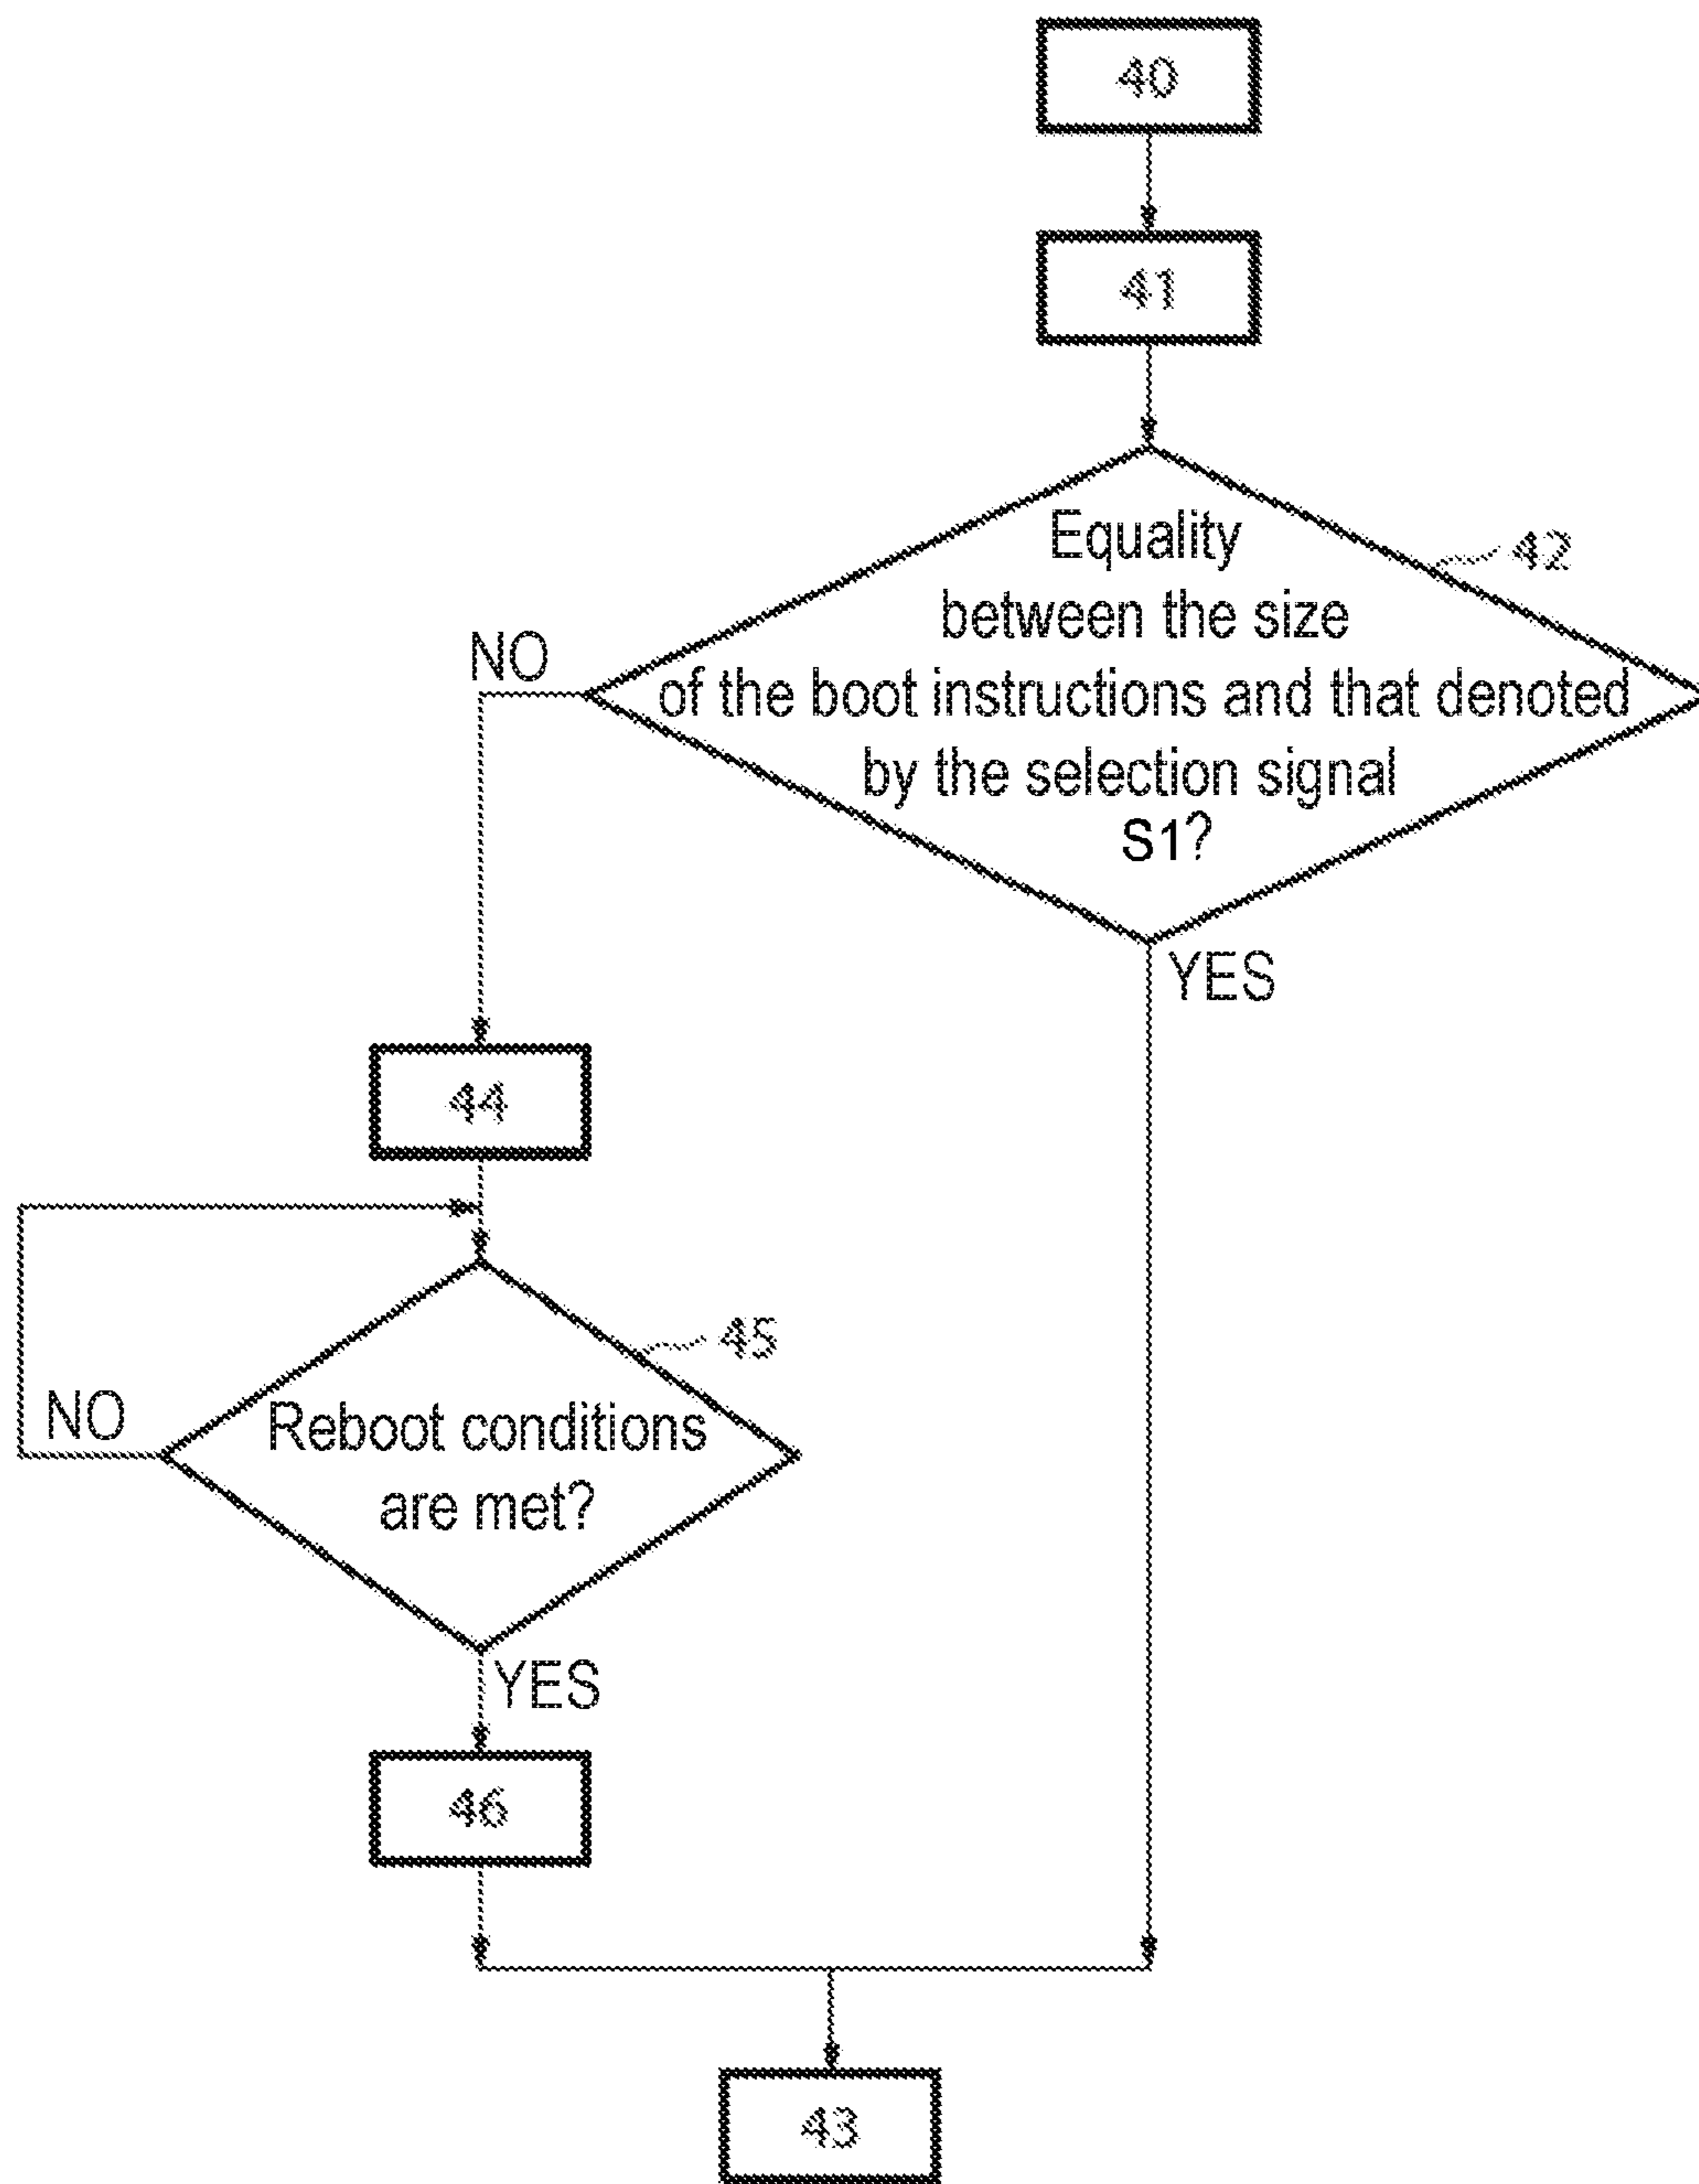 40
41
Equality
between the size
of the boot instructions and that denoted
by the selection signal
S1?
42
NO
YES
44
45
Reboot conditions
are met?
NO
YES
46
43